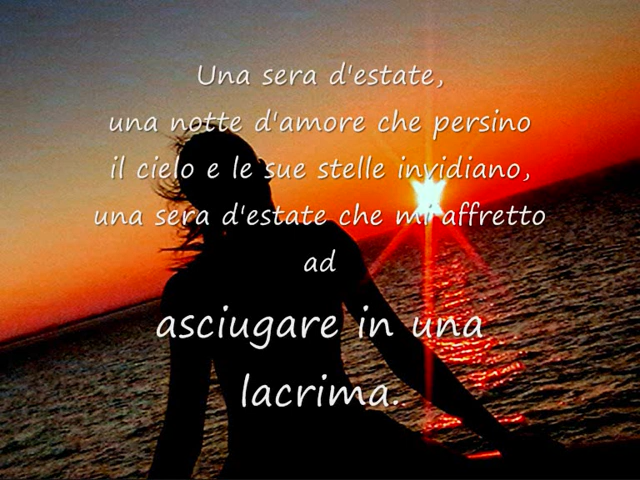 Una sera d'estate,
una notte d'amore che persino
il cielo e le sue stelle invidiano,
una sera d'estate che mi affretto
ad
asciugare in una
lacrima.